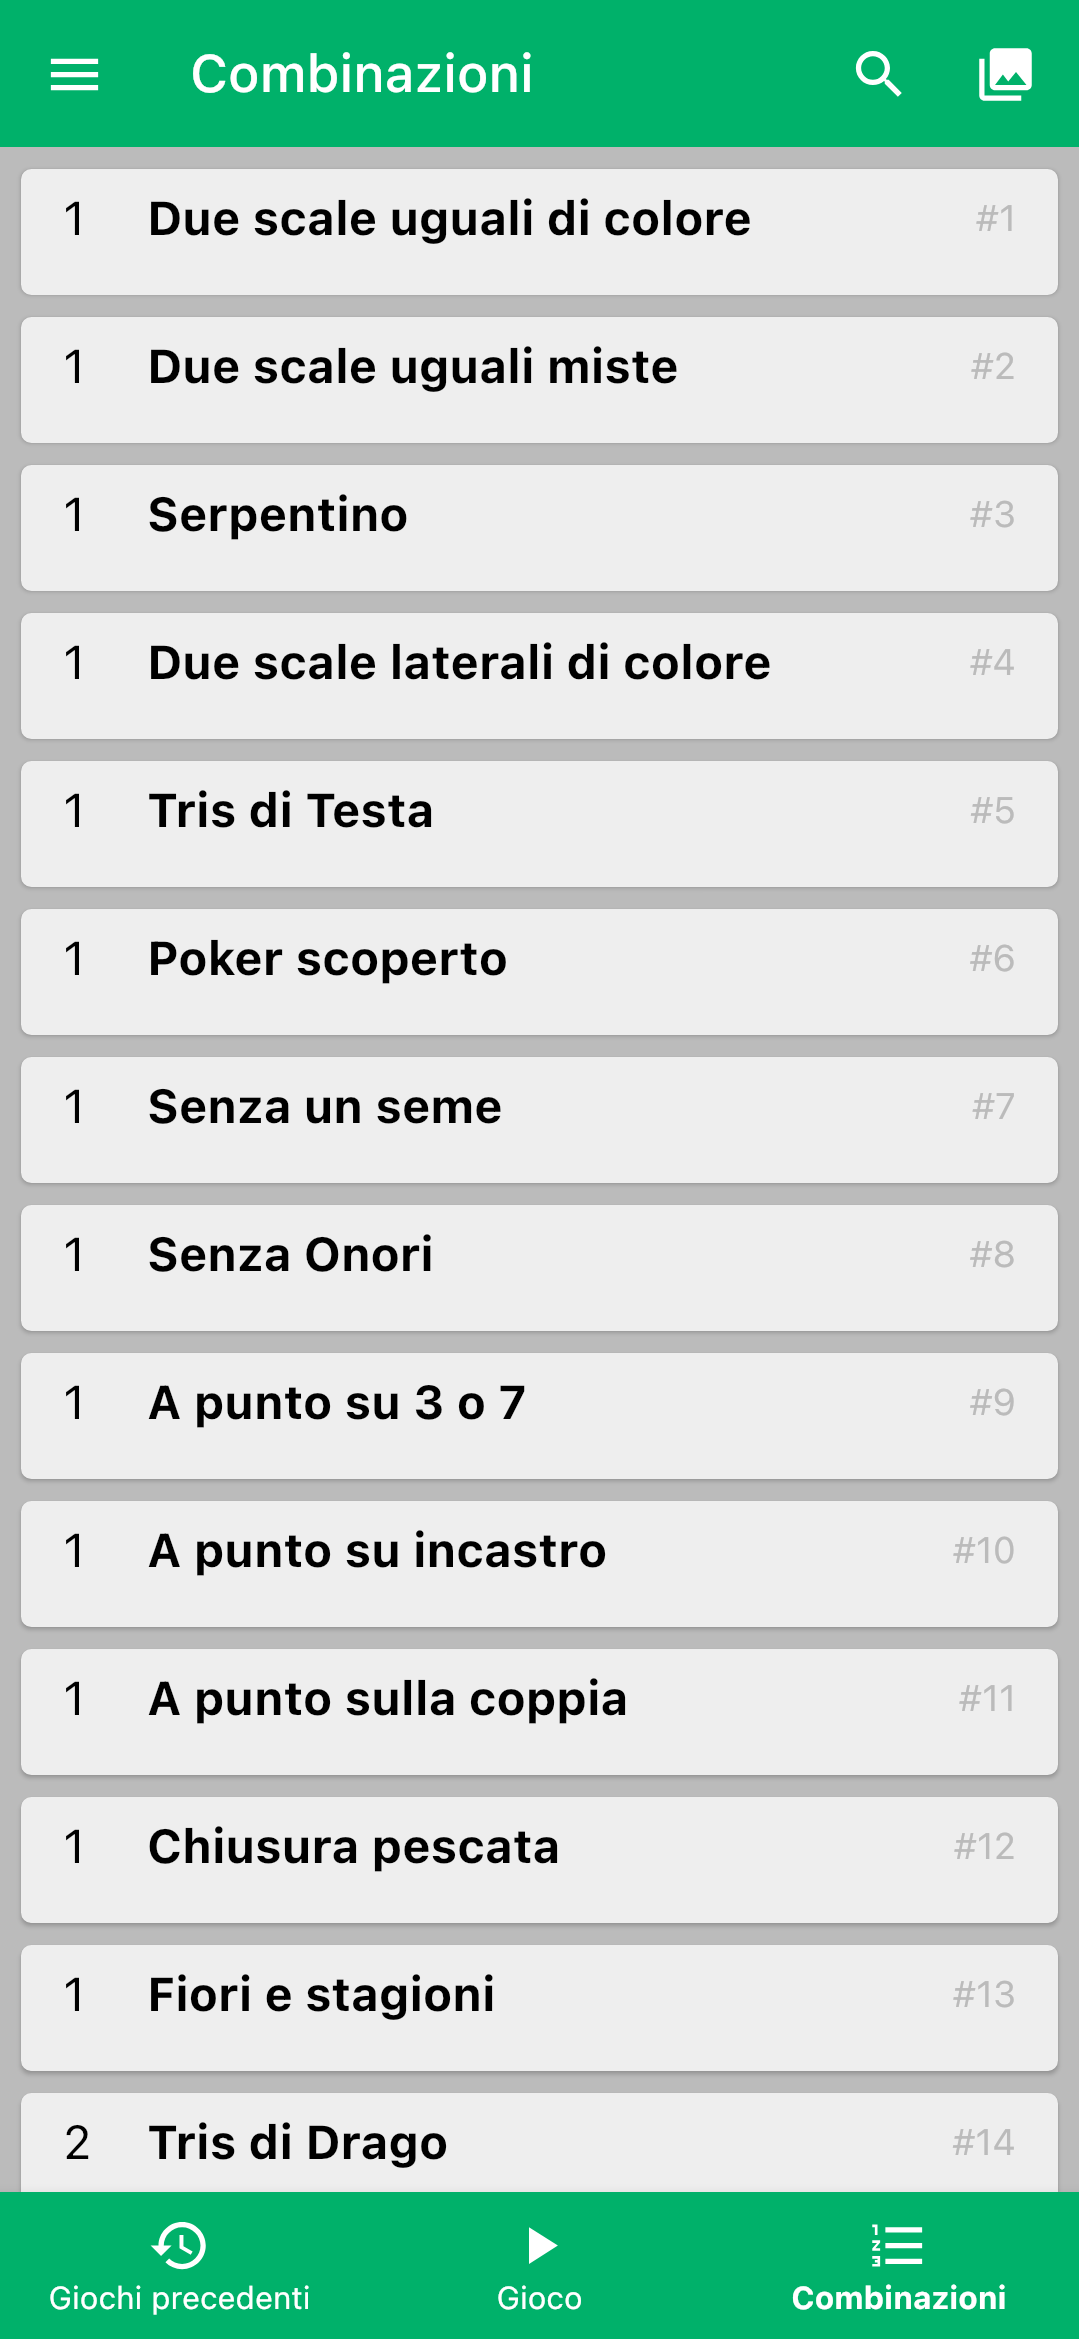 Combinazioni
1 Due scale uguali di colore #1
1 Due scale uguali miste #2
1 Serpentino #3
1 Due scale laterali di colore #4
1 Tris di Testa #5
1 Poker scoperto #6
1 Senza un seme #7
1 Senza Onori #8
1 A punto su 3 o 7 #9
1 A punto su incastro #10
1 A punto sulla coppia #11
1 Chiusura pescata #12
1 Fiori e stagioni #13
2 Tris di Drago #14
Giochi precedenti Gioco Combinazioni